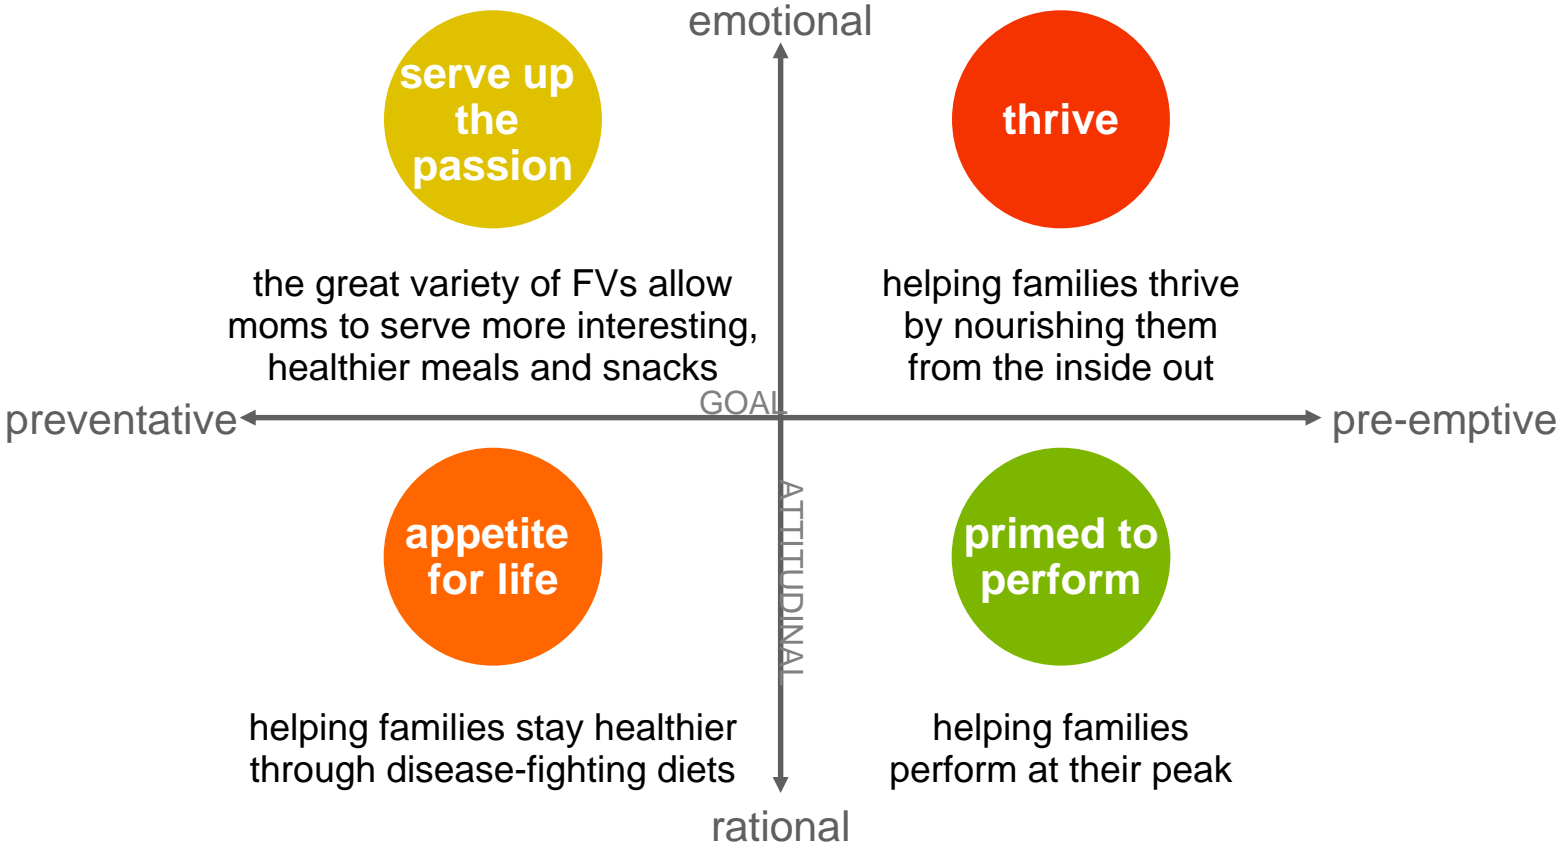 emotional
serve up
the
passion
thrive
the great variety of FVs allow
moms to serve more interesting,
healthier meals and snacks
helping families thrive
by nourishing them
from the inside out
GOAL
preventative
pre-emptive
ATTITUDINAL
appetite
for life
primed to
perform
helping families stay healthier
through disease-fighting diets
helping families
perform at their peak
rational